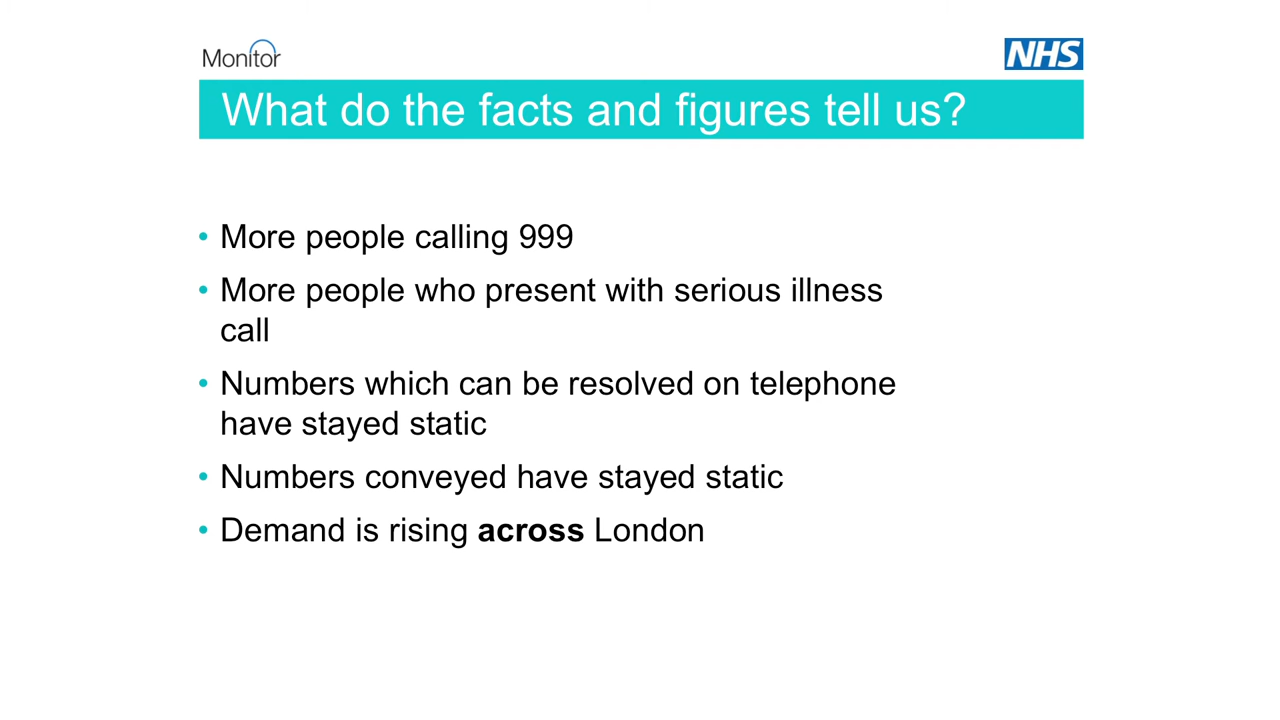 Monitor
NHS
What do the facts and figures tell us?
• More people calling 999
• More people who present with serious illness
call
• Numbers which can be resolved on telephone
have stayed static
• Numbers conveyed have stayed static
• Demand is rising across London